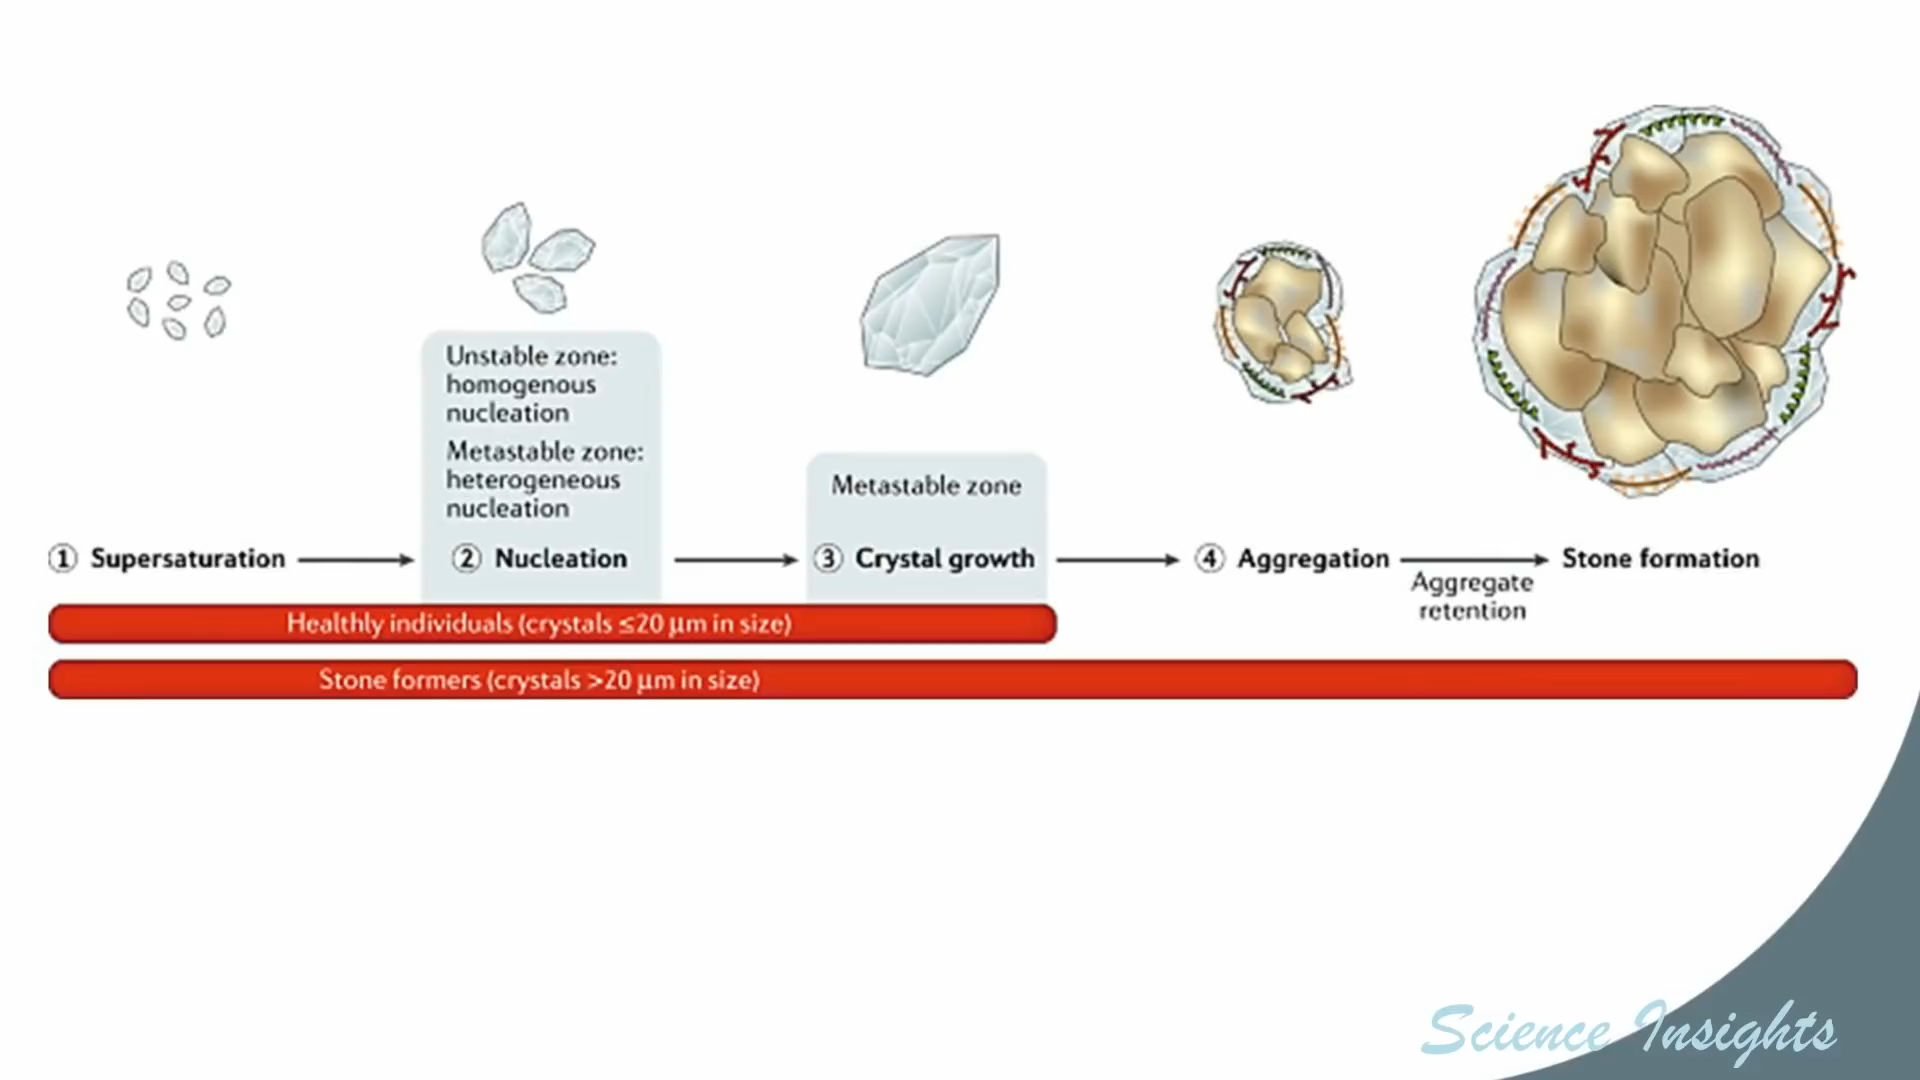 Unstable zone:
homogenous
nucleation
Metastable zone:
heterogeneous
nucleation
Metastable zone
① Supersaturation
② Nucleation
③ Crystal growth
④ Aggregation
Aggregate
retention
Stone formation
Healthly individuals (crystals ≤20 μm in size)
Stone formers (crystals >20 μm in size)
Science Insights